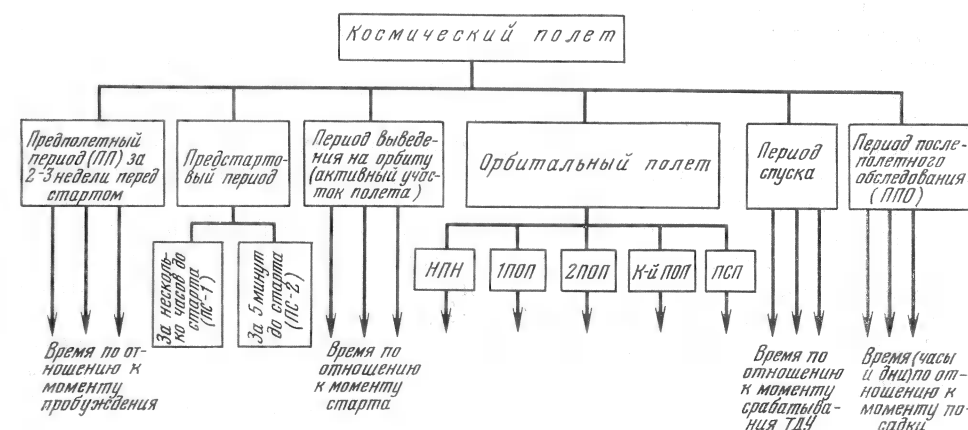 Космический полет
Предполетный
период (ПП) за
2-3 недели перед
стартом
Предстарто-
вый период
Период выведе-
ния на орбиту
(активный учас-
ток полета)
Орбитальный полет
Период
спуска
Период после-
полетного
обследования
(ППО)
За несколь-
ко часов до
старта
(ПС-1)
За 5 минут
до старта
(ПС-2)
НПН
1ПОП
2ПОП
К-й ПОП
ПСП
Время по от-
ношению к
моменту
пробуждения
Время по
отношению
к моменту
старта
Время по
отношению
к моменту
срабатыва-
ния ТДУ
Время (часы
и дни) по от-
ношению к
моменту по-
садки